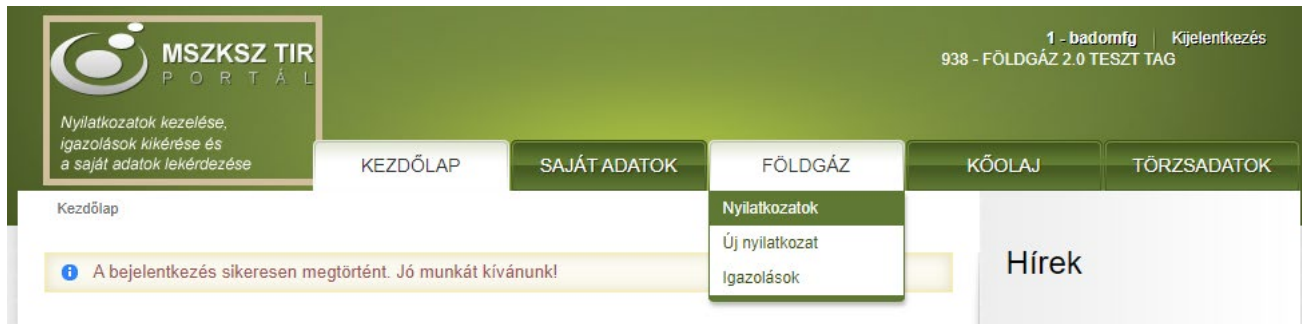 MSZKSZ TIR
PORTÁL
Nyilatkozatok kezelése,
igazolások kikérése és
a saját adatok lekérdezése
1 - badomfg | Kijelentkezés
938 - FÖLDGÁZ 2.0 TESZT TAG
KEZDŐLAP
SAJÁT ADATOK
FÖLDGÁZ
KŐOLAJ
TÖRZSADATOK
Kezdőlap
Nyilatkozatok
Új nyilatkozat
Igazolások
A bejelentkezés sikeresen megtörtént. Jó munkát kívánunk!
Hírek